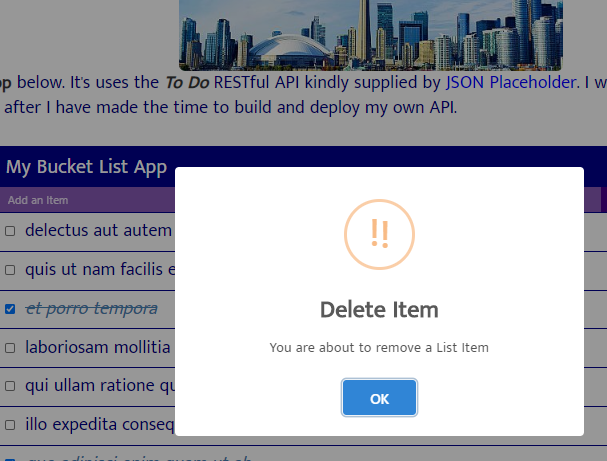 pp below. It's uses the To Do RESTful API kindly supplied by JSON Placeholder. I w
after I have made the time to build and deploy my own API.
My Bucket List App
Add an Item
delectus aut autem
quis ut nam facilis e
et porro tempora
laboriosam mollitia
qui ullam ratione qu
illo expedita conseq
!!
Delete Item
You are about to remove a List Item
OK